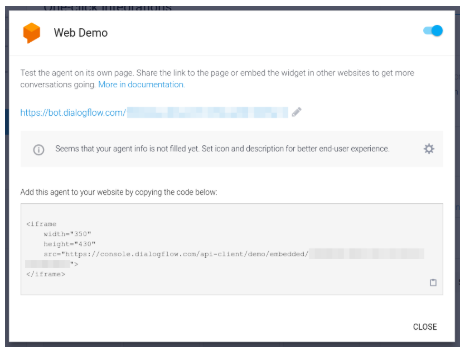 One-click integrations
Web Demo
Test the agent on its own page. Share the link to the page or embed the widget in other websites to get more
conversations going. More in documentation.
https://bot.dialogflow.com/
Seems that your agent info is not filled yet. Set icon and description for better end-user experience.
Add this agent to your website by copying the code below:
<iframe
width="350"
height="430"
src="https://console.dialogflow.com/api-client/demo/embedded/
">
</iframe>
CLOSE